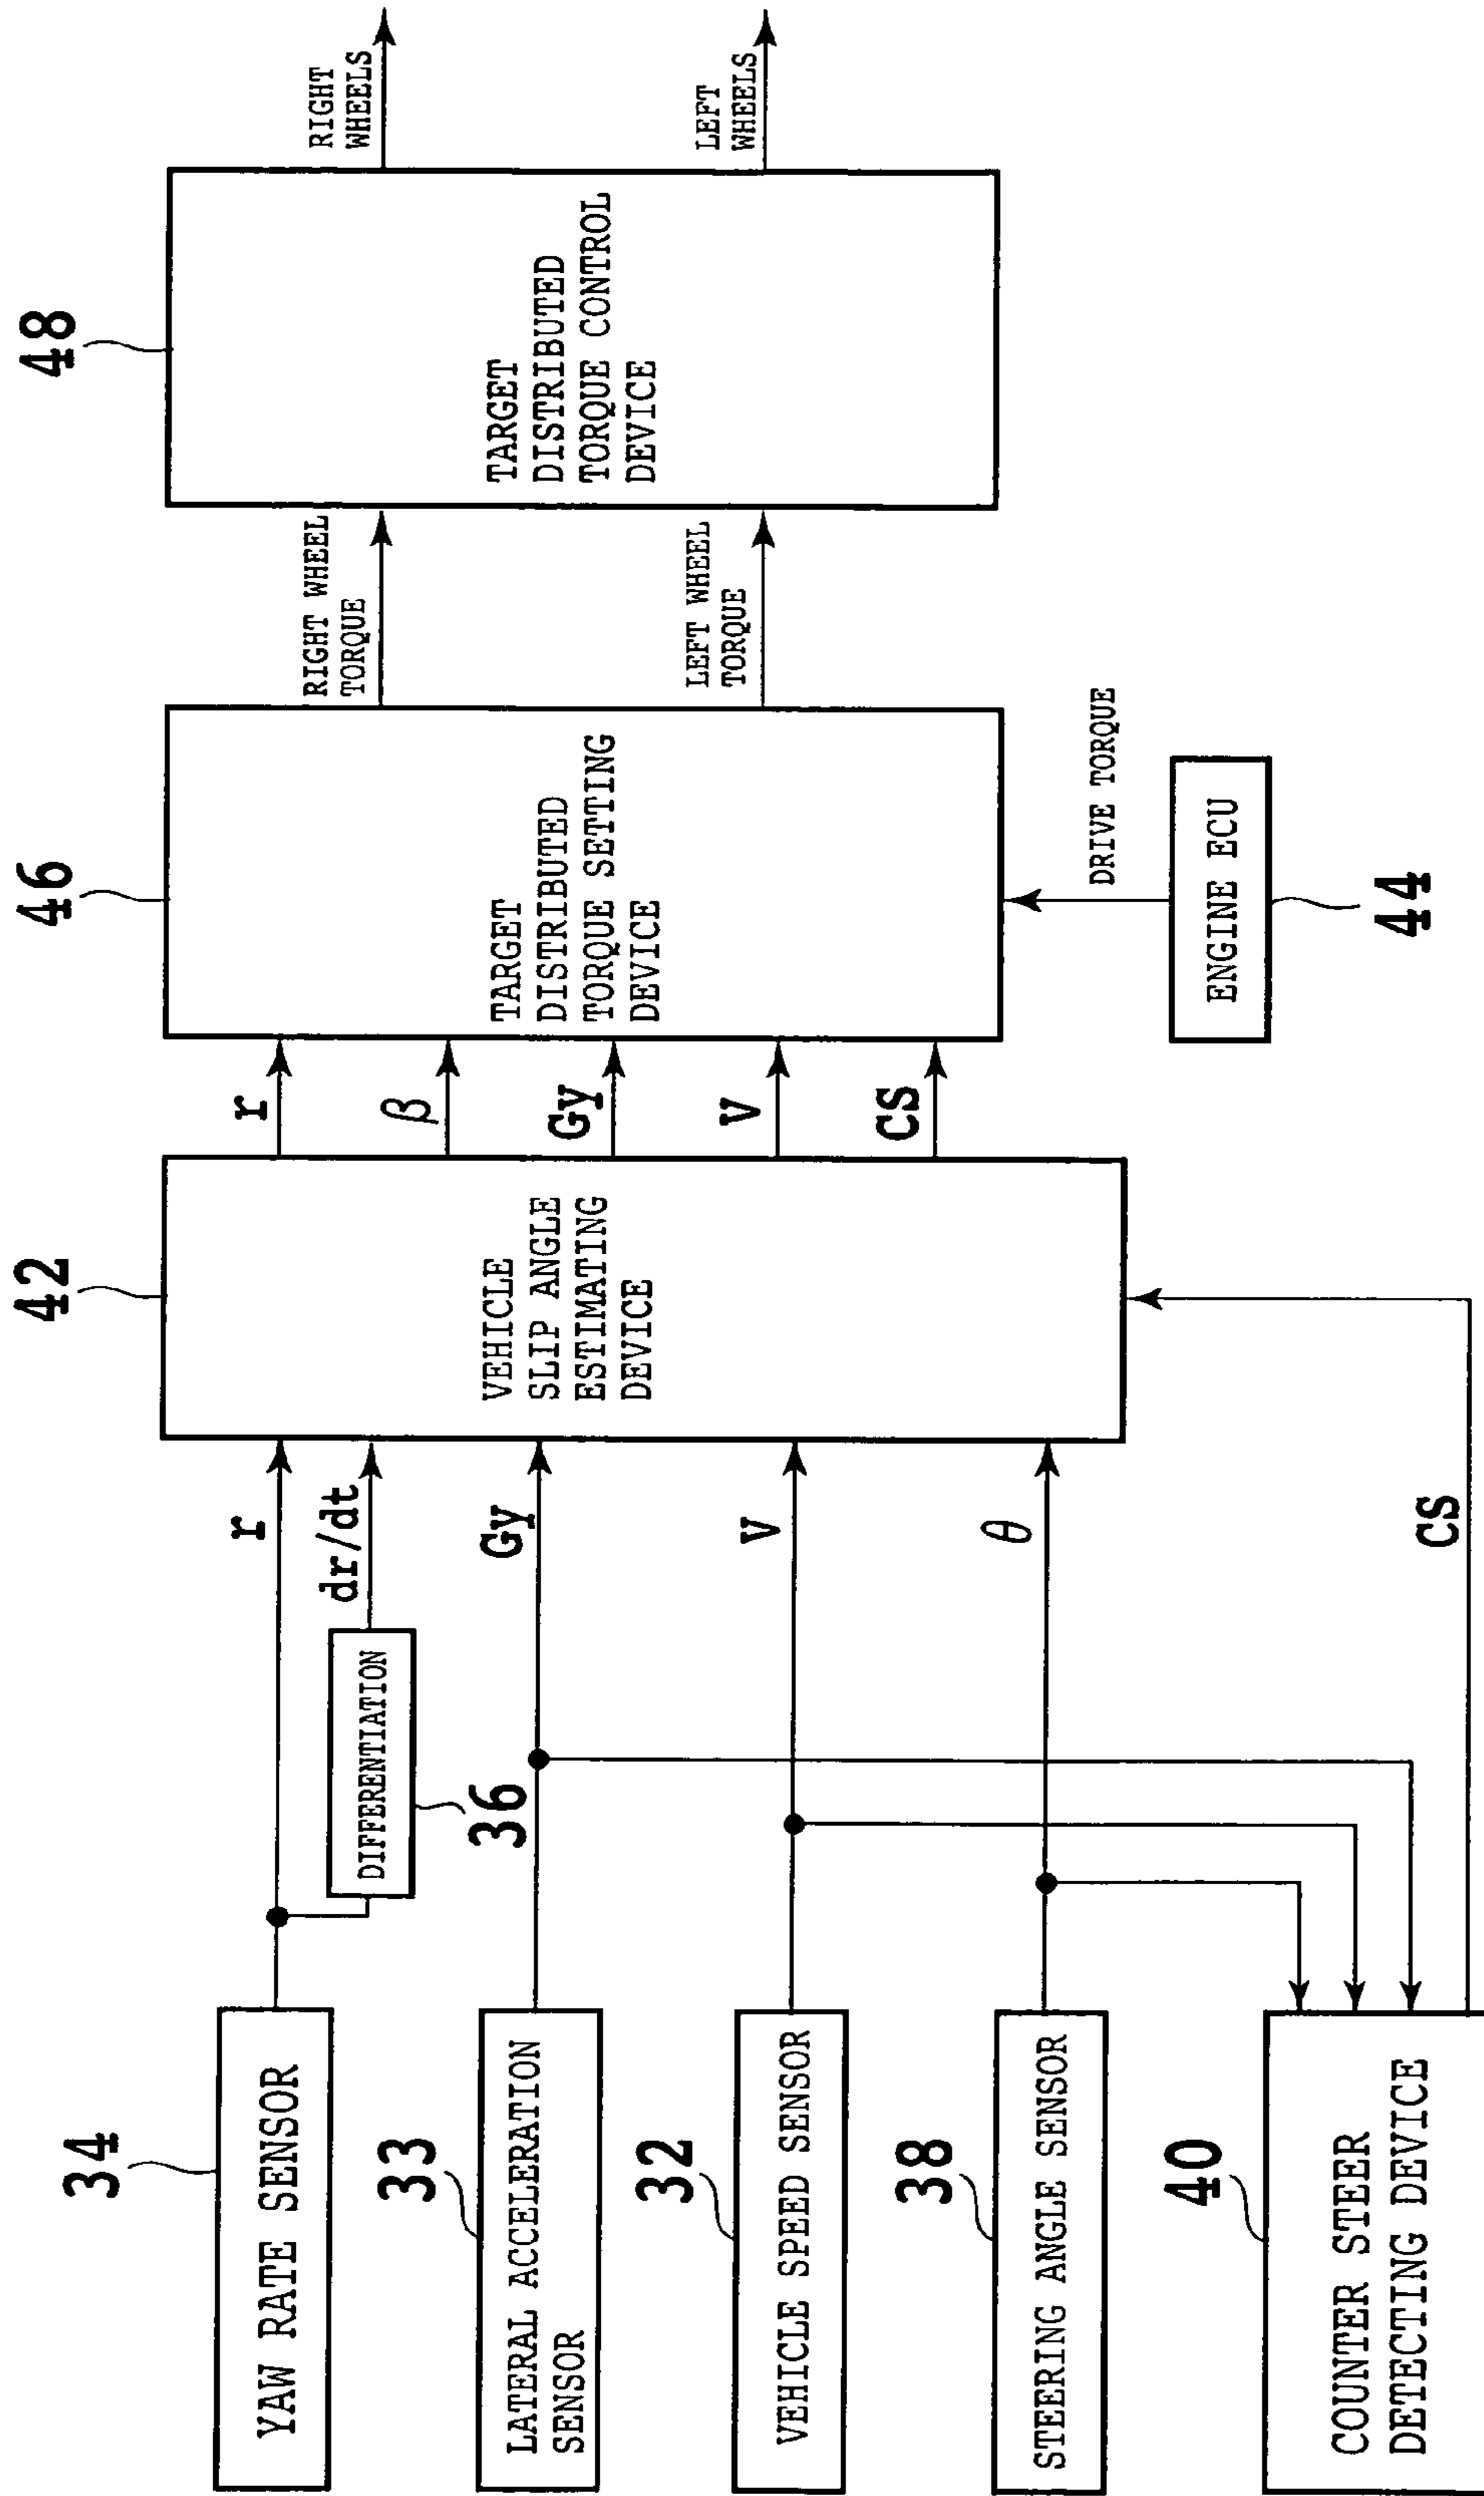 34
YAW RATE SENSOR
33
LATERAL ACCELERATION
SENSOR
32
VEHICLE SPEED SENSOR
38
STEERING ANGLE SENSOR
40
COUNTER STEER
DETECTING DEVICE
DIFFERENTIATION
36
r
dr/dt
Gy
v
θ
CS
42
VEHICLE
SLIP ANGLE
ESTIMATING
DEVICE
r
β
Gy
v
CS
46
TARGET
DISTRIBUTED
TORQUE SETTING
DEVICE
DRIVE TORQUE
ENGINE ECU
44
RIGHT WHEEL
TORQUE
LEFT WHEEL
TORQUE
48
TARGET
DISTRIBUTED
TORQUE CONTROL
DEVICE
RIGHT
WHEELS
LEFT
WHEELS